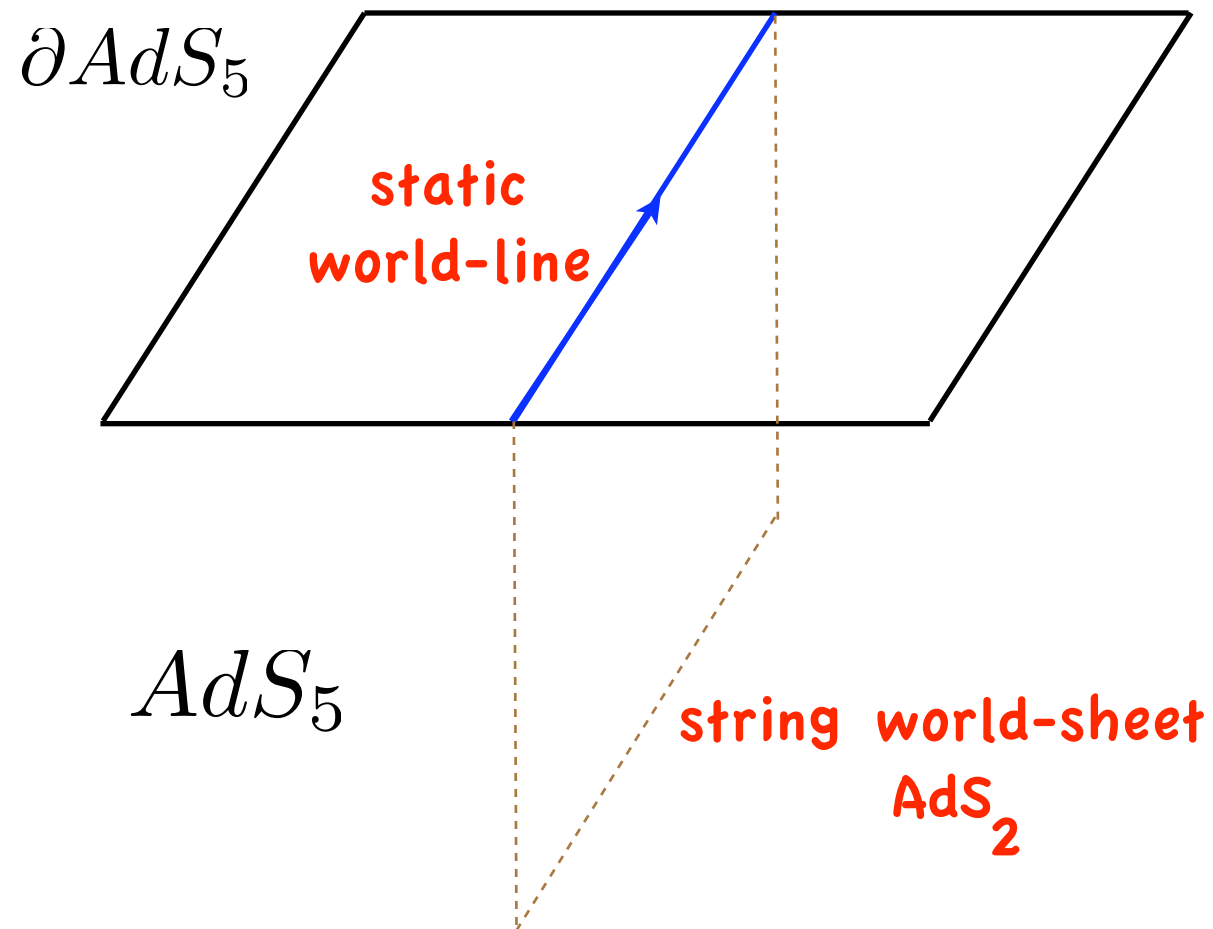 ∂AdS₅
static
world-line
AdS₅
string world-sheet
AdS₂